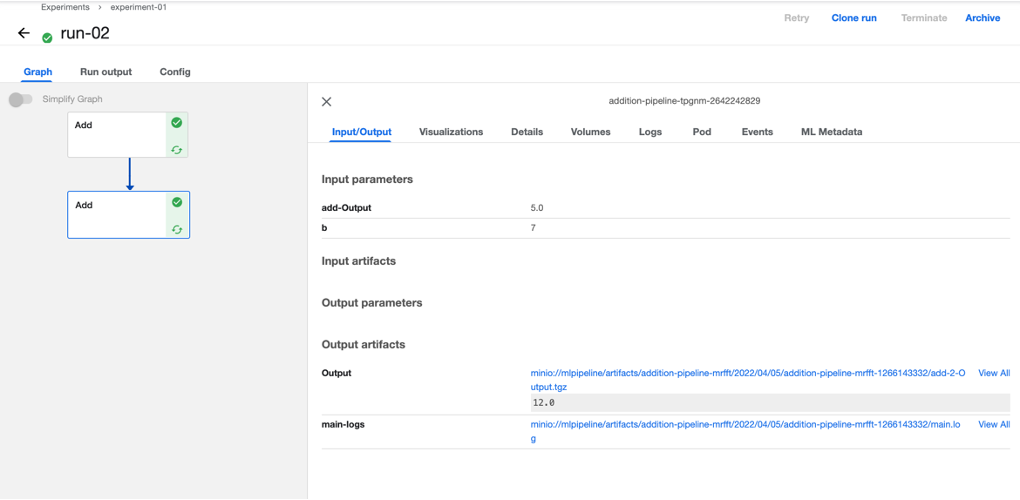 Experiments > experiment-01
run-02
Retry Clone run Terminate Archive
Graph Run output Config
Simplify Graph
Add
Add
addition-pipeline-tpgnm-2642242829
Input/Output Visualizations Details Volumes Logs Pod Events ML Metadata
Input parameters
add-Output 5.0
b 7
Input artifacts
Output parameters
Output artifacts
Output minio://mlpipeline/artifacts/addition-pipeline-mrfft/2022/04/05/addition-pipeline-mrfft-1266143332/add-2-O View All
utput.tgz
12.0
main-logs minio://mlpipeline/artifacts/addition-pipeline-mrfft/2022/04/05/addition-pipeline-mrfft-1266143332/main.lo View All
g